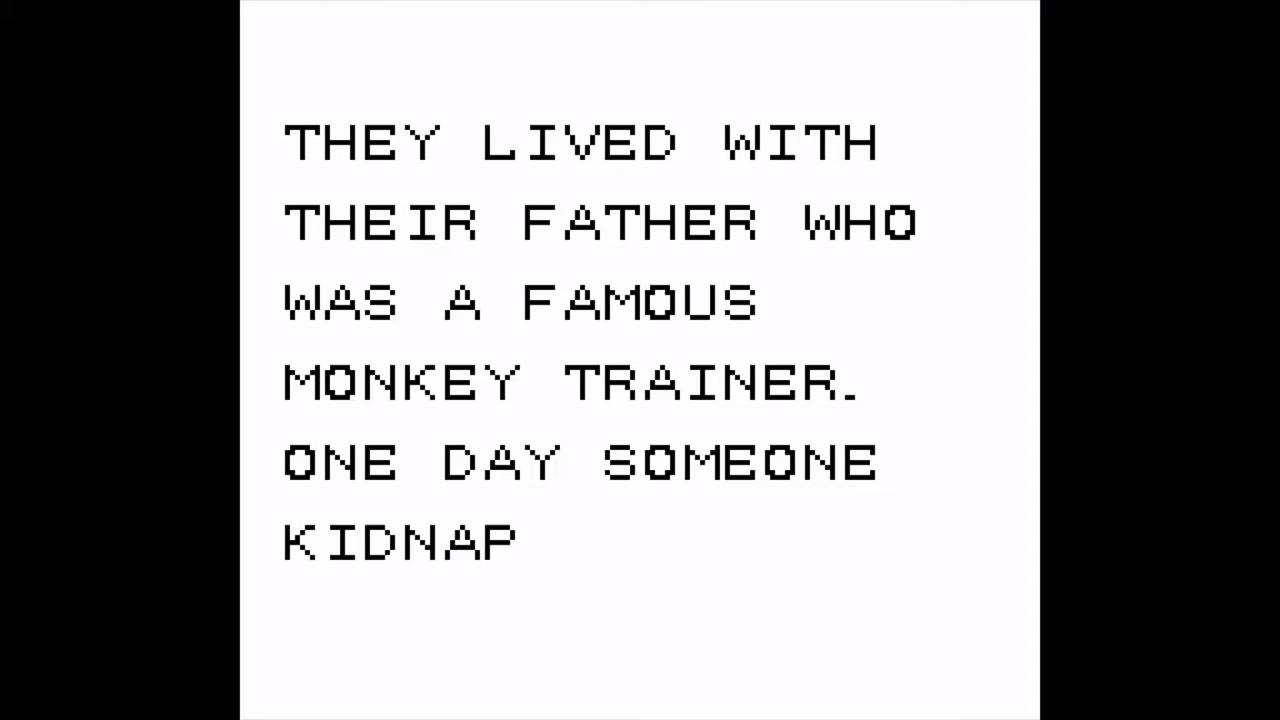 THEY LIVED WITH
THEIR FATHER WHO
WAS A FAMOUS
MONKEY TRAINER.
ONE DAY SOMEONE
KIDNAP